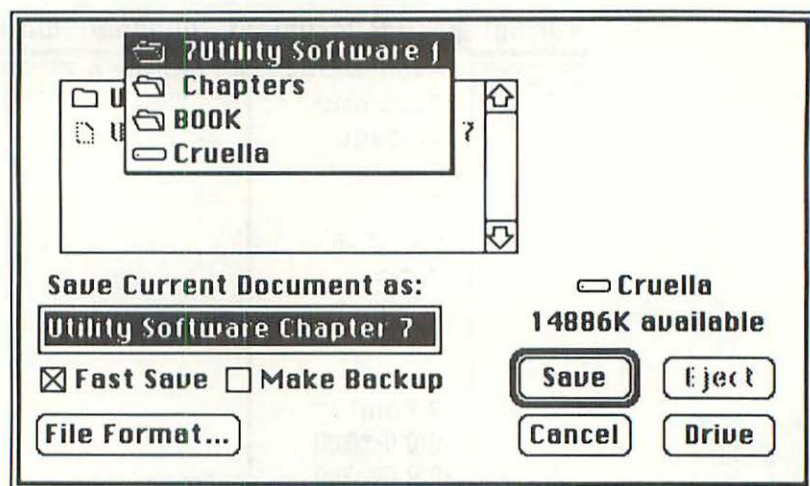 7Utility Software f
Chapters
BOOK
Cruella
U
U
7
Save Current Document as:
Utility Software Chapter 7
Fast Save
Make Backup
File Format...
Cruella
14886K available
Save
Eject
Cancel
Drive